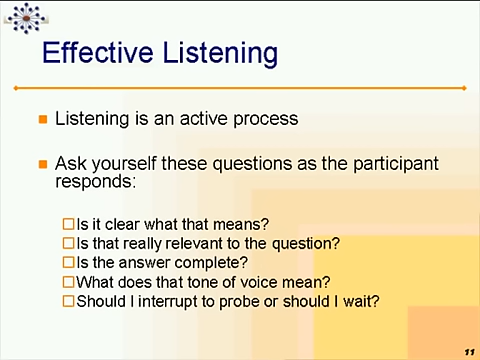 Effective Listening
Listening is an active process
Ask yourself these questions as the participant
responds:
Is it clear what that means?
Is that really relevant to the question?
Is the answer complete?
What does that tone of voice mean?
Should I interrupt to probe or should I wait?
11